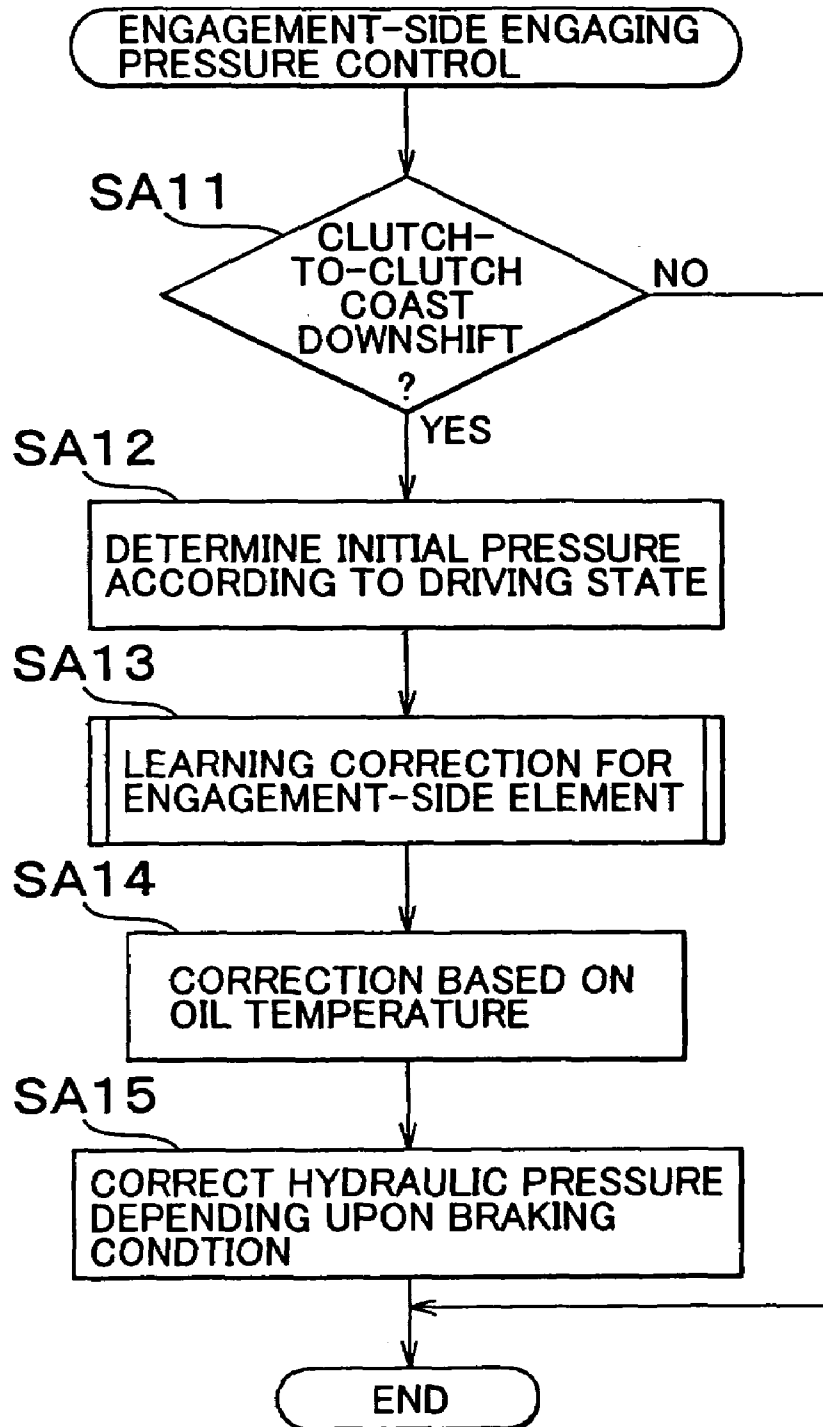 ENGAGEMENT-SIDE ENGAGING
PRESSURE CONTROL
SA11
CLUTCH-
TO-CLUTCH
COAST
DOWNSHIFT
?
NO
YES
SA12
DETERMINE INITIAL PRESSURE
ACCORDING TO DRIVING STATE
SA13
LEARNING CORRECTION FOR
ENGAGEMENT-SIDE ELEMENT
SA14
CORRECTION BASED ON
OIL TEMPERATURE
SA15
CORRECT HYDRAULIC PRESSURE
DEPENDING UPON BRAKING
CONDTION
END